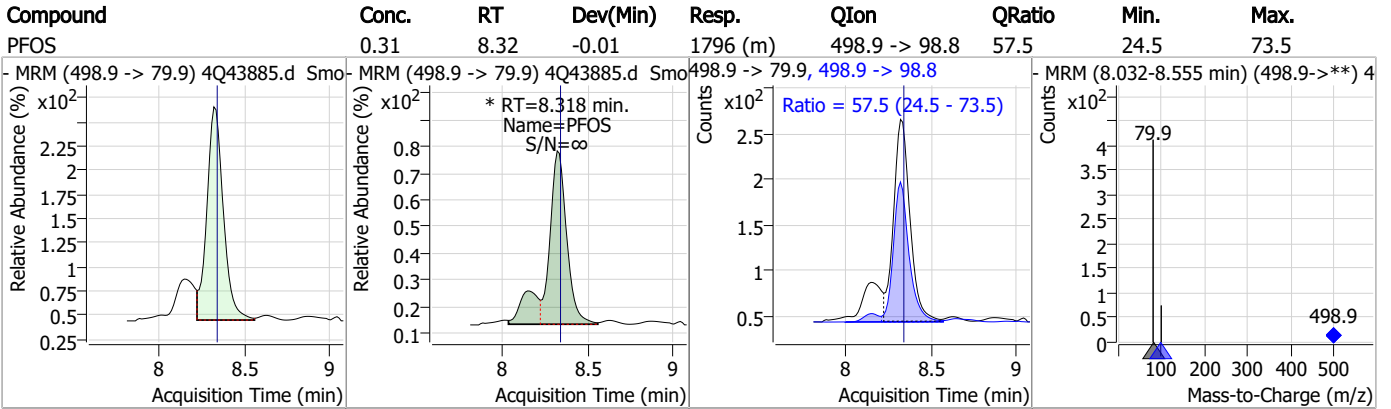 Compound Conc. RT Dev(Min) Resp. QIon QRatio Min. Max.
PFOS 0.31 8.32 -0.01 1796 (m) 498.9 -> 98.8 57.5 24.5 73.5
- MRM (498.9 -> 79.9) 4Q43885.d Smo
x10²
2.25
2
1.75
1.5
1.25
1
0.75
0.5
0.25
Relative Abundance (%)
8 8.5 9
Acquisition Time (min)
- MRM (498.9 -> 79.9) 4Q43885.d Smo
x10²
* RT=8.318 min.
Name=PFOS
S/N=∞
0.8
0.7
0.6
0.5
0.4
0.3
0.2
0.1
Relative Abundance (%)
8 8.5 9
Acquisition Time (min)
498.9 -> 79.9, 498.9 -> 98.8
x10²
Ratio = 57.5 (24.5 - 73.5)
2.5
2
1.5
1
0.5
Counts
8 8.5 9
Acquisition Time (min)
- MRM (8.032-8.555 min) (498.9->**) 4
x10²
79.9
4
3.5
3
2.5
2
1.5
1
0.5
0
498.9
Counts
100 200 300 400 500
Mass-to-Charge (m/z)